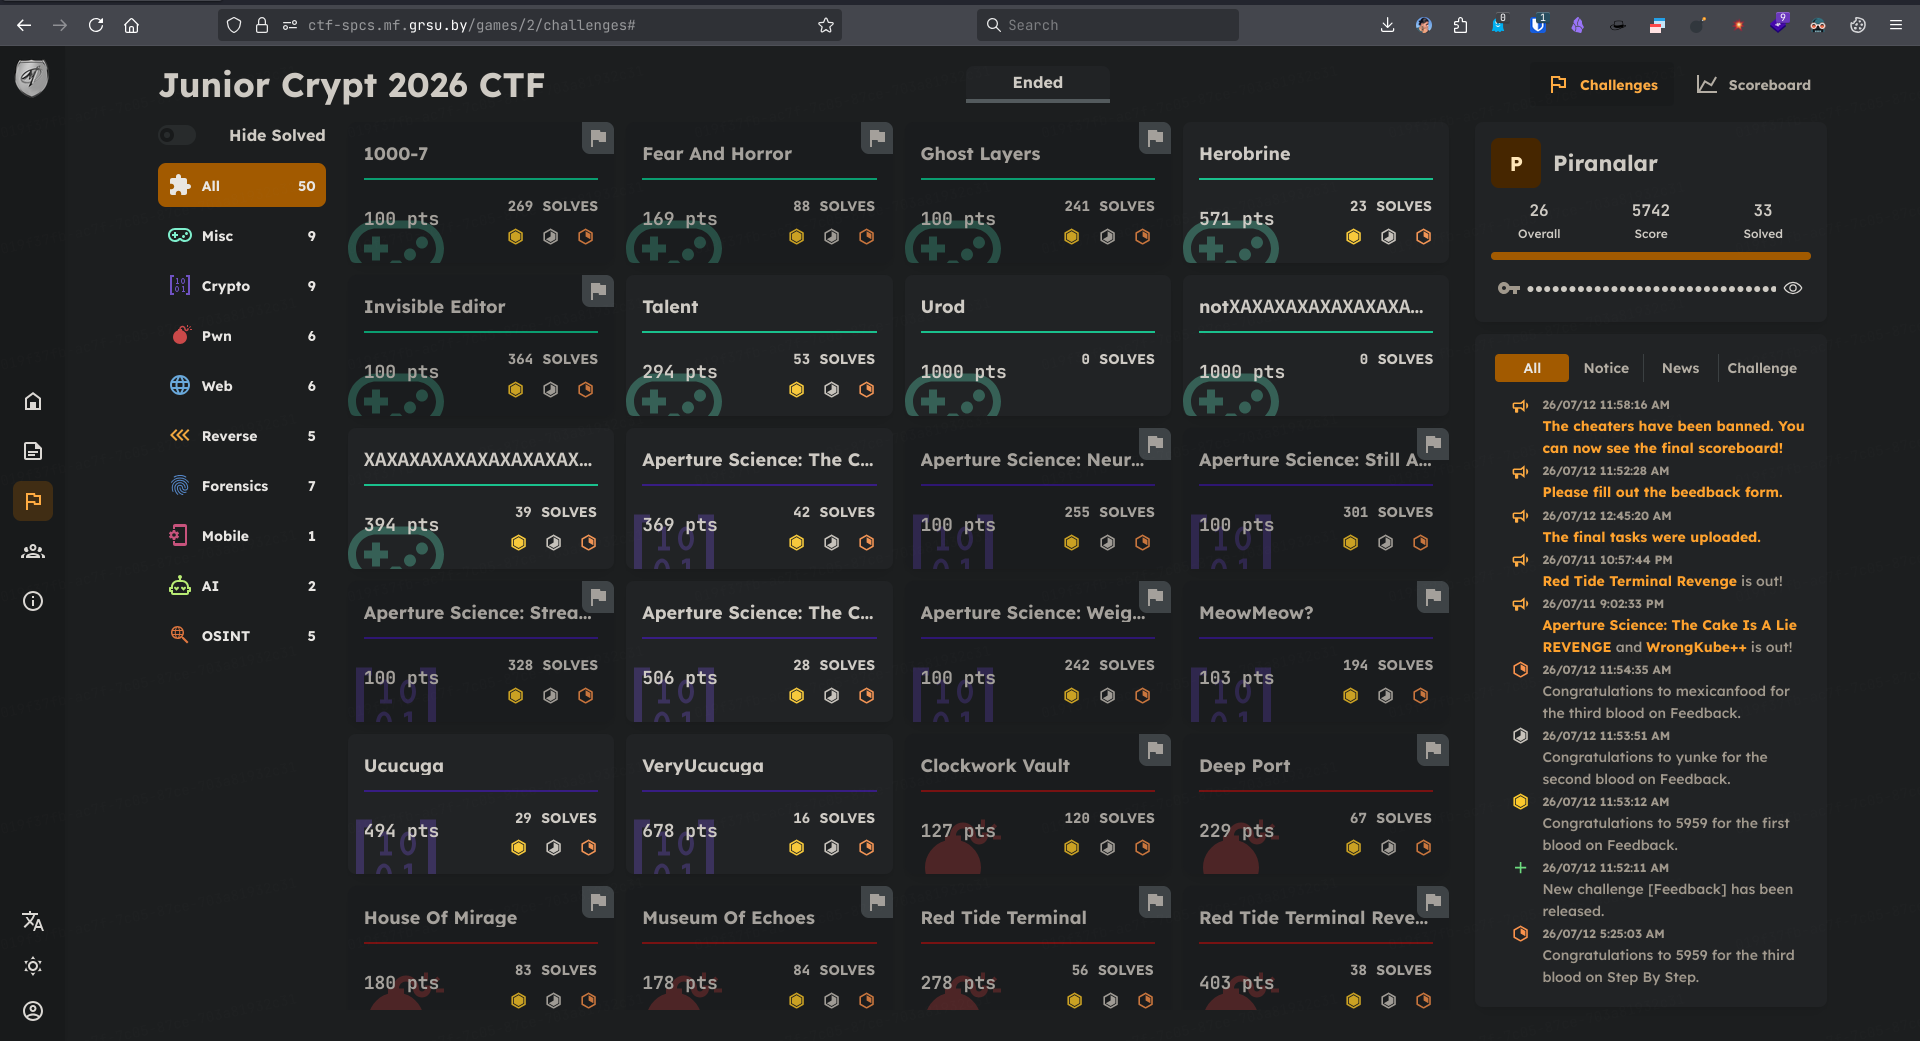 ctf-spcs.mf.grsu.by/games/2/challenges#
Search
0
1
9
Junior Crypt 2026 CTF
Ended
Challenges
Scoreboard
Hide Solved
All 50
Misc 9
Crypto 9
Pwn 6
Web 6
Reverse 5
Forensics 7
Mobile 1
AI 2
OSINT 5
1000-7
100 pts
269 SOLVES
Fear And Horror
169 pts
88 SOLVES
Ghost Layers
100 pts
241 SOLVES
Herobrine
571 pts
23 SOLVES
Invisible Editor
100 pts
364 SOLVES
Talent
294 pts
53 SOLVES
Urod
1000 pts
0 SOLVES
notXAXAXAXAXAXAXAXA...
1000 pts
0 SOLVES
XAXAXAXAXAXAXAXAXAX...
394 pts
39 SOLVES
Aperture Science: The C...
369 pts
42 SOLVES
Aperture Science: Neur...
100 pts
255 SOLVES
Aperture Science: Still A...
100 pts
301 SOLVES
Aperture Science: Strea...
100 pts
328 SOLVES
Aperture Science: The C...
506 pts
28 SOLVES
Aperture Science: Weig...
100 pts
242 SOLVES
MeowMeow?
103 pts
194 SOLVES
Ucucuga
494 pts
29 SOLVES
VeryUcucuga
678 pts
16 SOLVES
Clockwork Vault
127 pts
120 SOLVES
Deep Port
229 pts
67 SOLVES
House Of Mirage
180 pts
83 SOLVES
Museum Of Echoes
178 pts
84 SOLVES
Red Tide Terminal
278 pts
56 SOLVES
Red Tide Terminal Reve...
403 pts
38 SOLVES
P
Piranalar
26 5742 33
Overall Score Solved
All Notice News Challenge
26/07/12 11:58:16 AM
The cheaters have been banned. You
can now see the final scoreboard!
26/07/12 11:52:28 AM
Please fill out the beedback form.
26/07/12 12:45:20 AM
The final tasks were uploaded.
26/07/11 10:57:44 PM
Red Tide Terminal Revenge is out!
26/07/11 9:02:33 PM
Aperture Science: The Cake Is A Lie
REVENGE and WrongKube++ is out!
26/07/12 11:54:35 AM
Congratulations to mexicanfood for
the third blood on Feedback.
26/07/12 11:53:51 AM
Congratulations to yunke for the
second blood on Feedback.
26/07/12 11:53:12 AM
Congratulations to 5959 for the first
blood on Feedback.
26/07/12 11:52:11 AM
New challenge [Feedback] has been
released.
26/07/12 5:25:03 AM
Congratulations to 5959 for the third
blood on Step By Step.